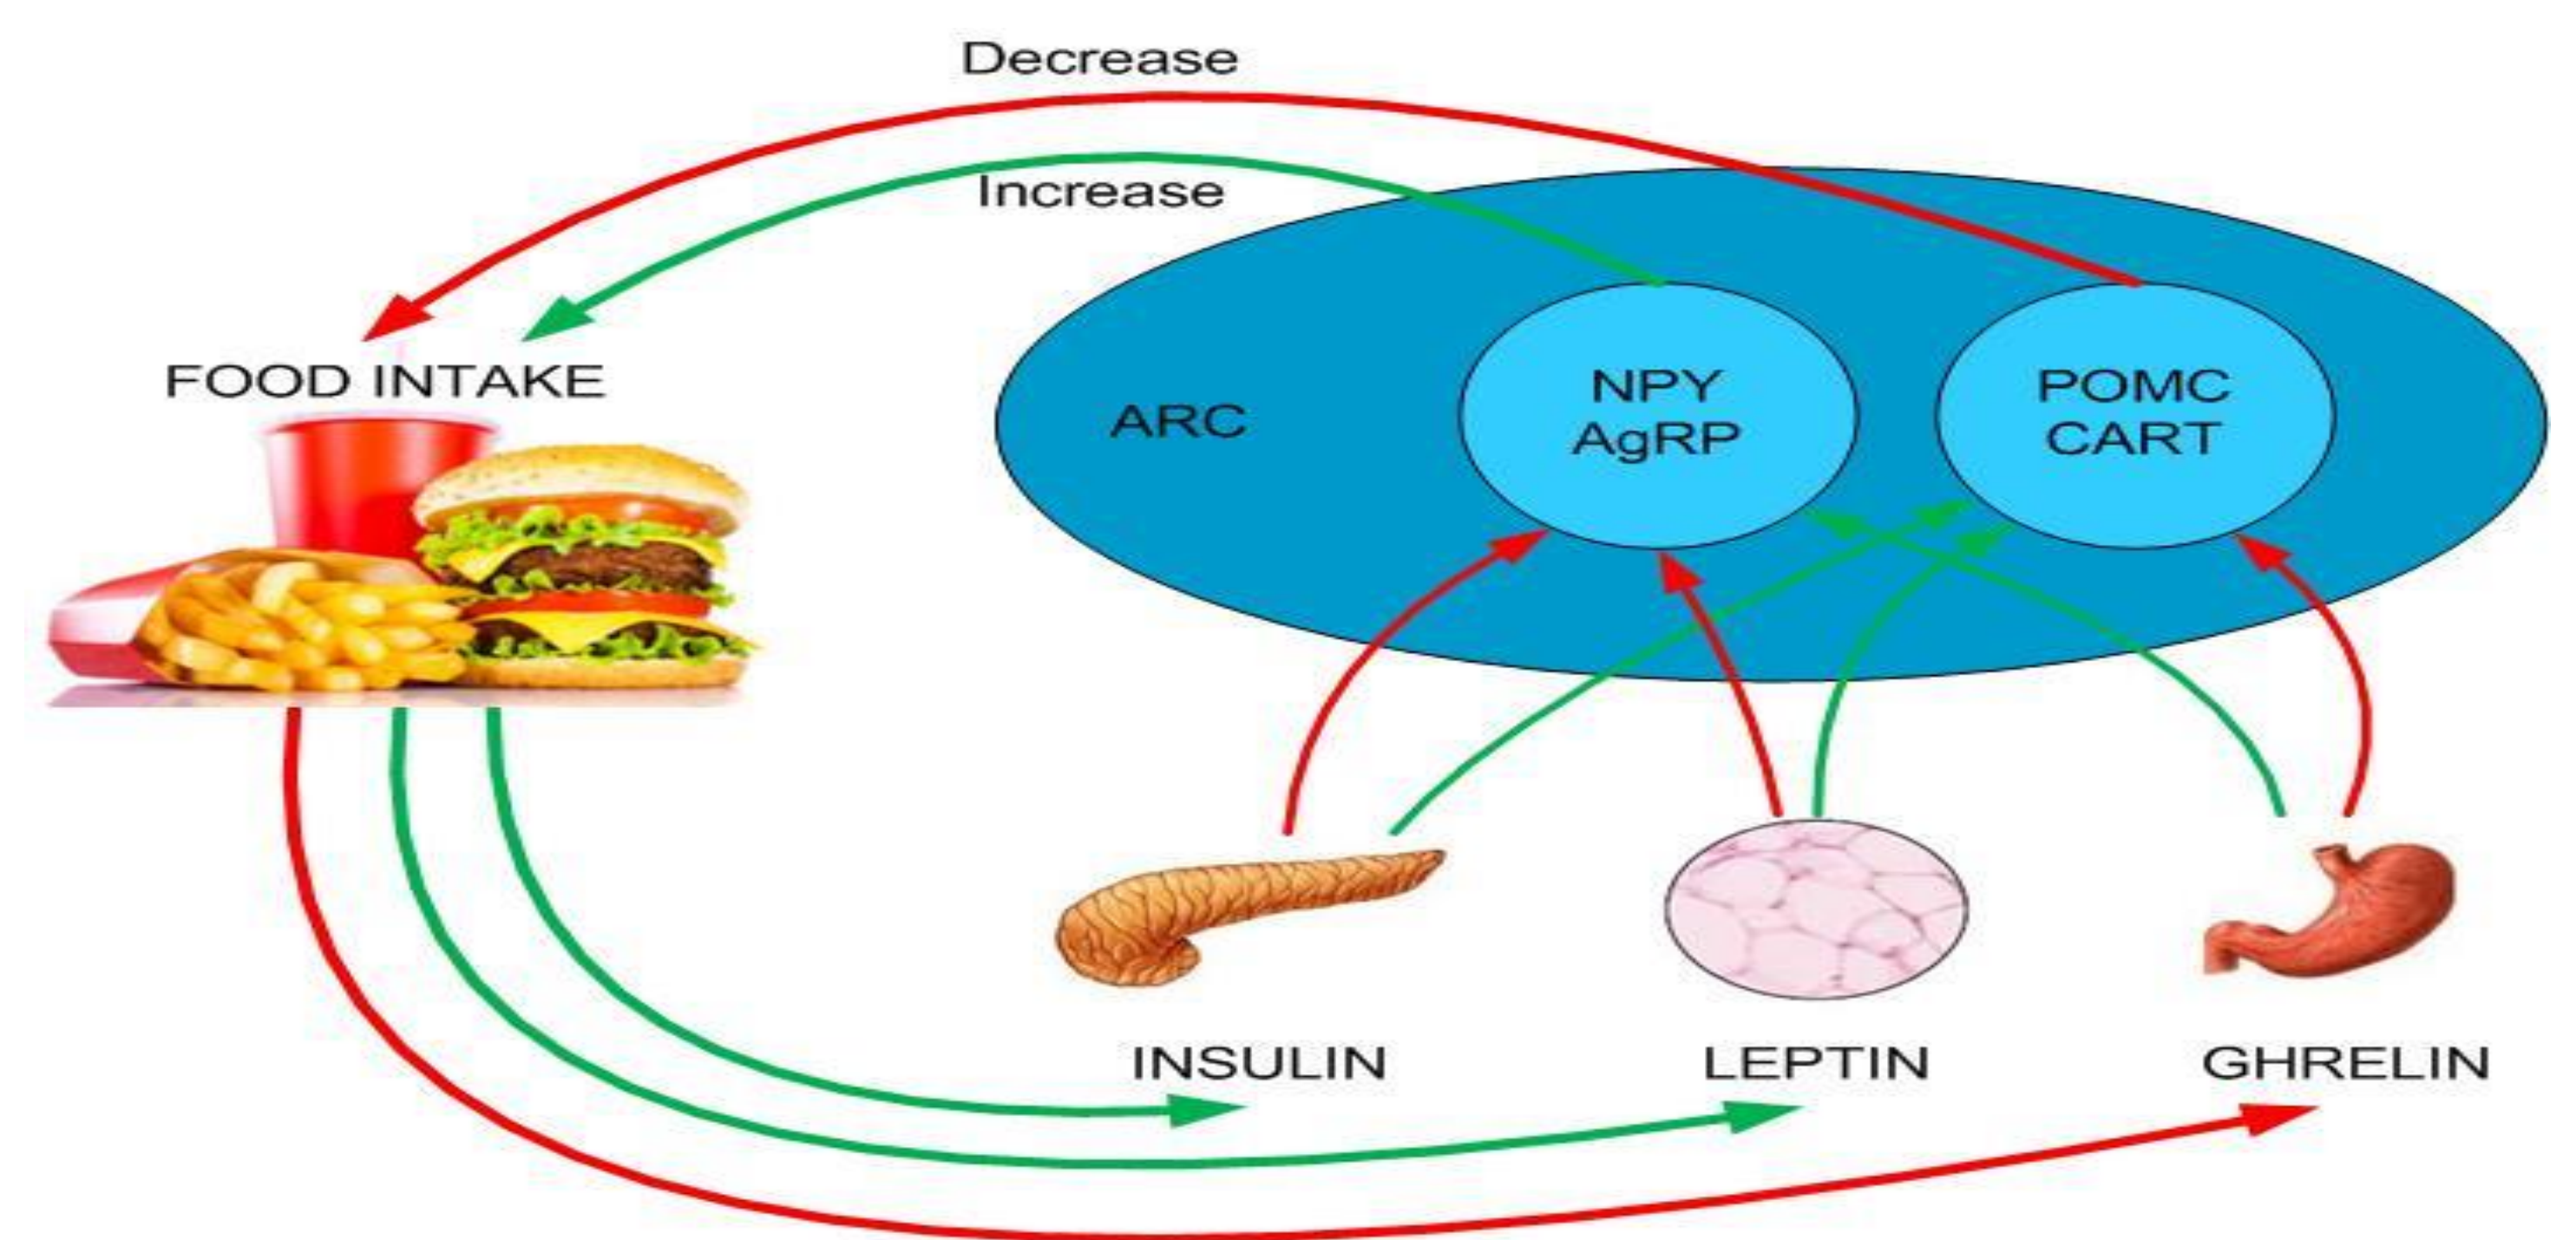 Decrease
Increase
FOOD INTAKE
ARC
NPY
AgRP
POMC
CART
INSULIN
LEPTIN
GHRELIN